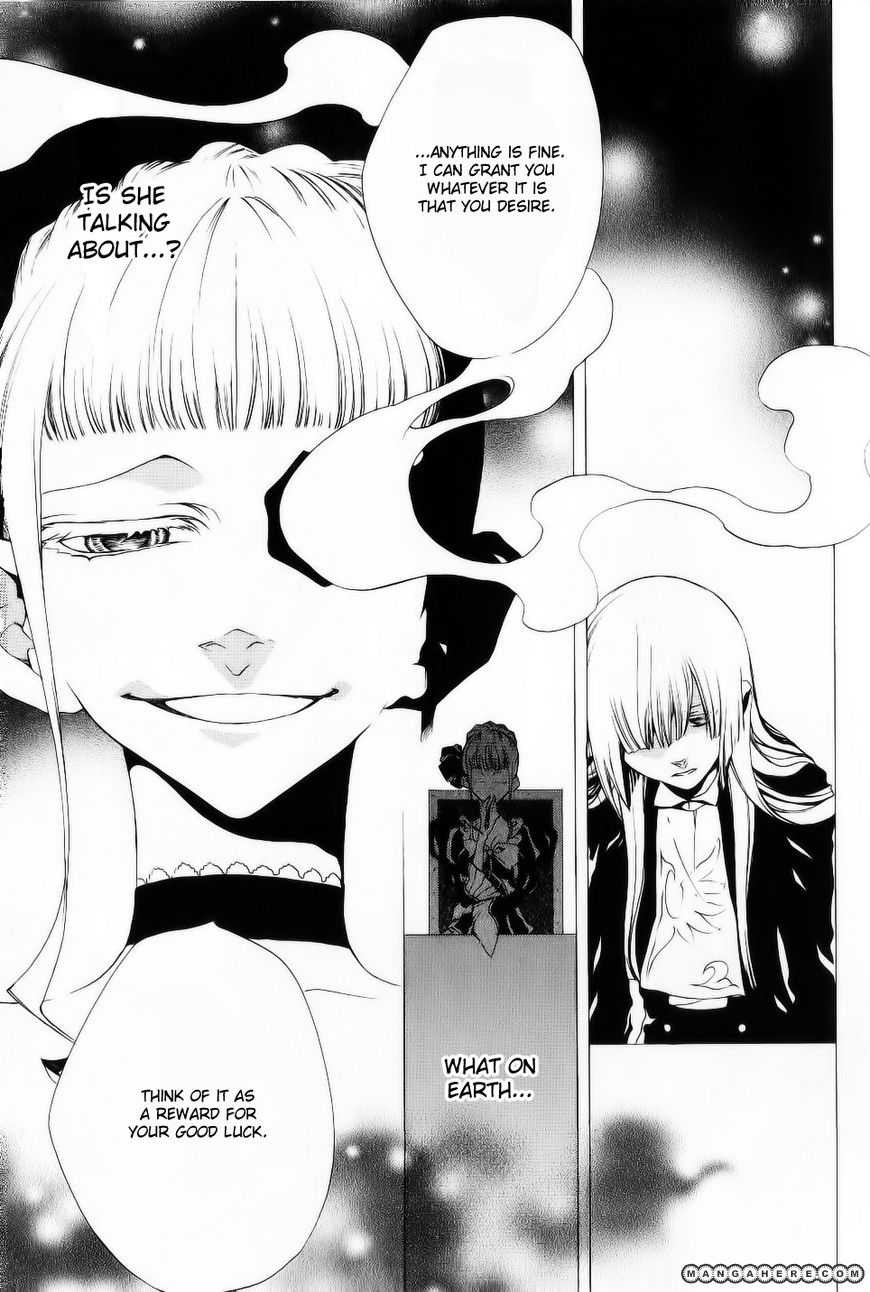 ...ANYTHING IS FINE.
I CAN GRANT YOU
WHATEVER IT IS
THAT YOU DESIRE.
WHAT ON
EARTH...
IS SHE
TALKING
ABOUT...?
THINK OF IT AS
A REWARD FOR
YOUR GOOD LUCK.
MANGAHERE.COM